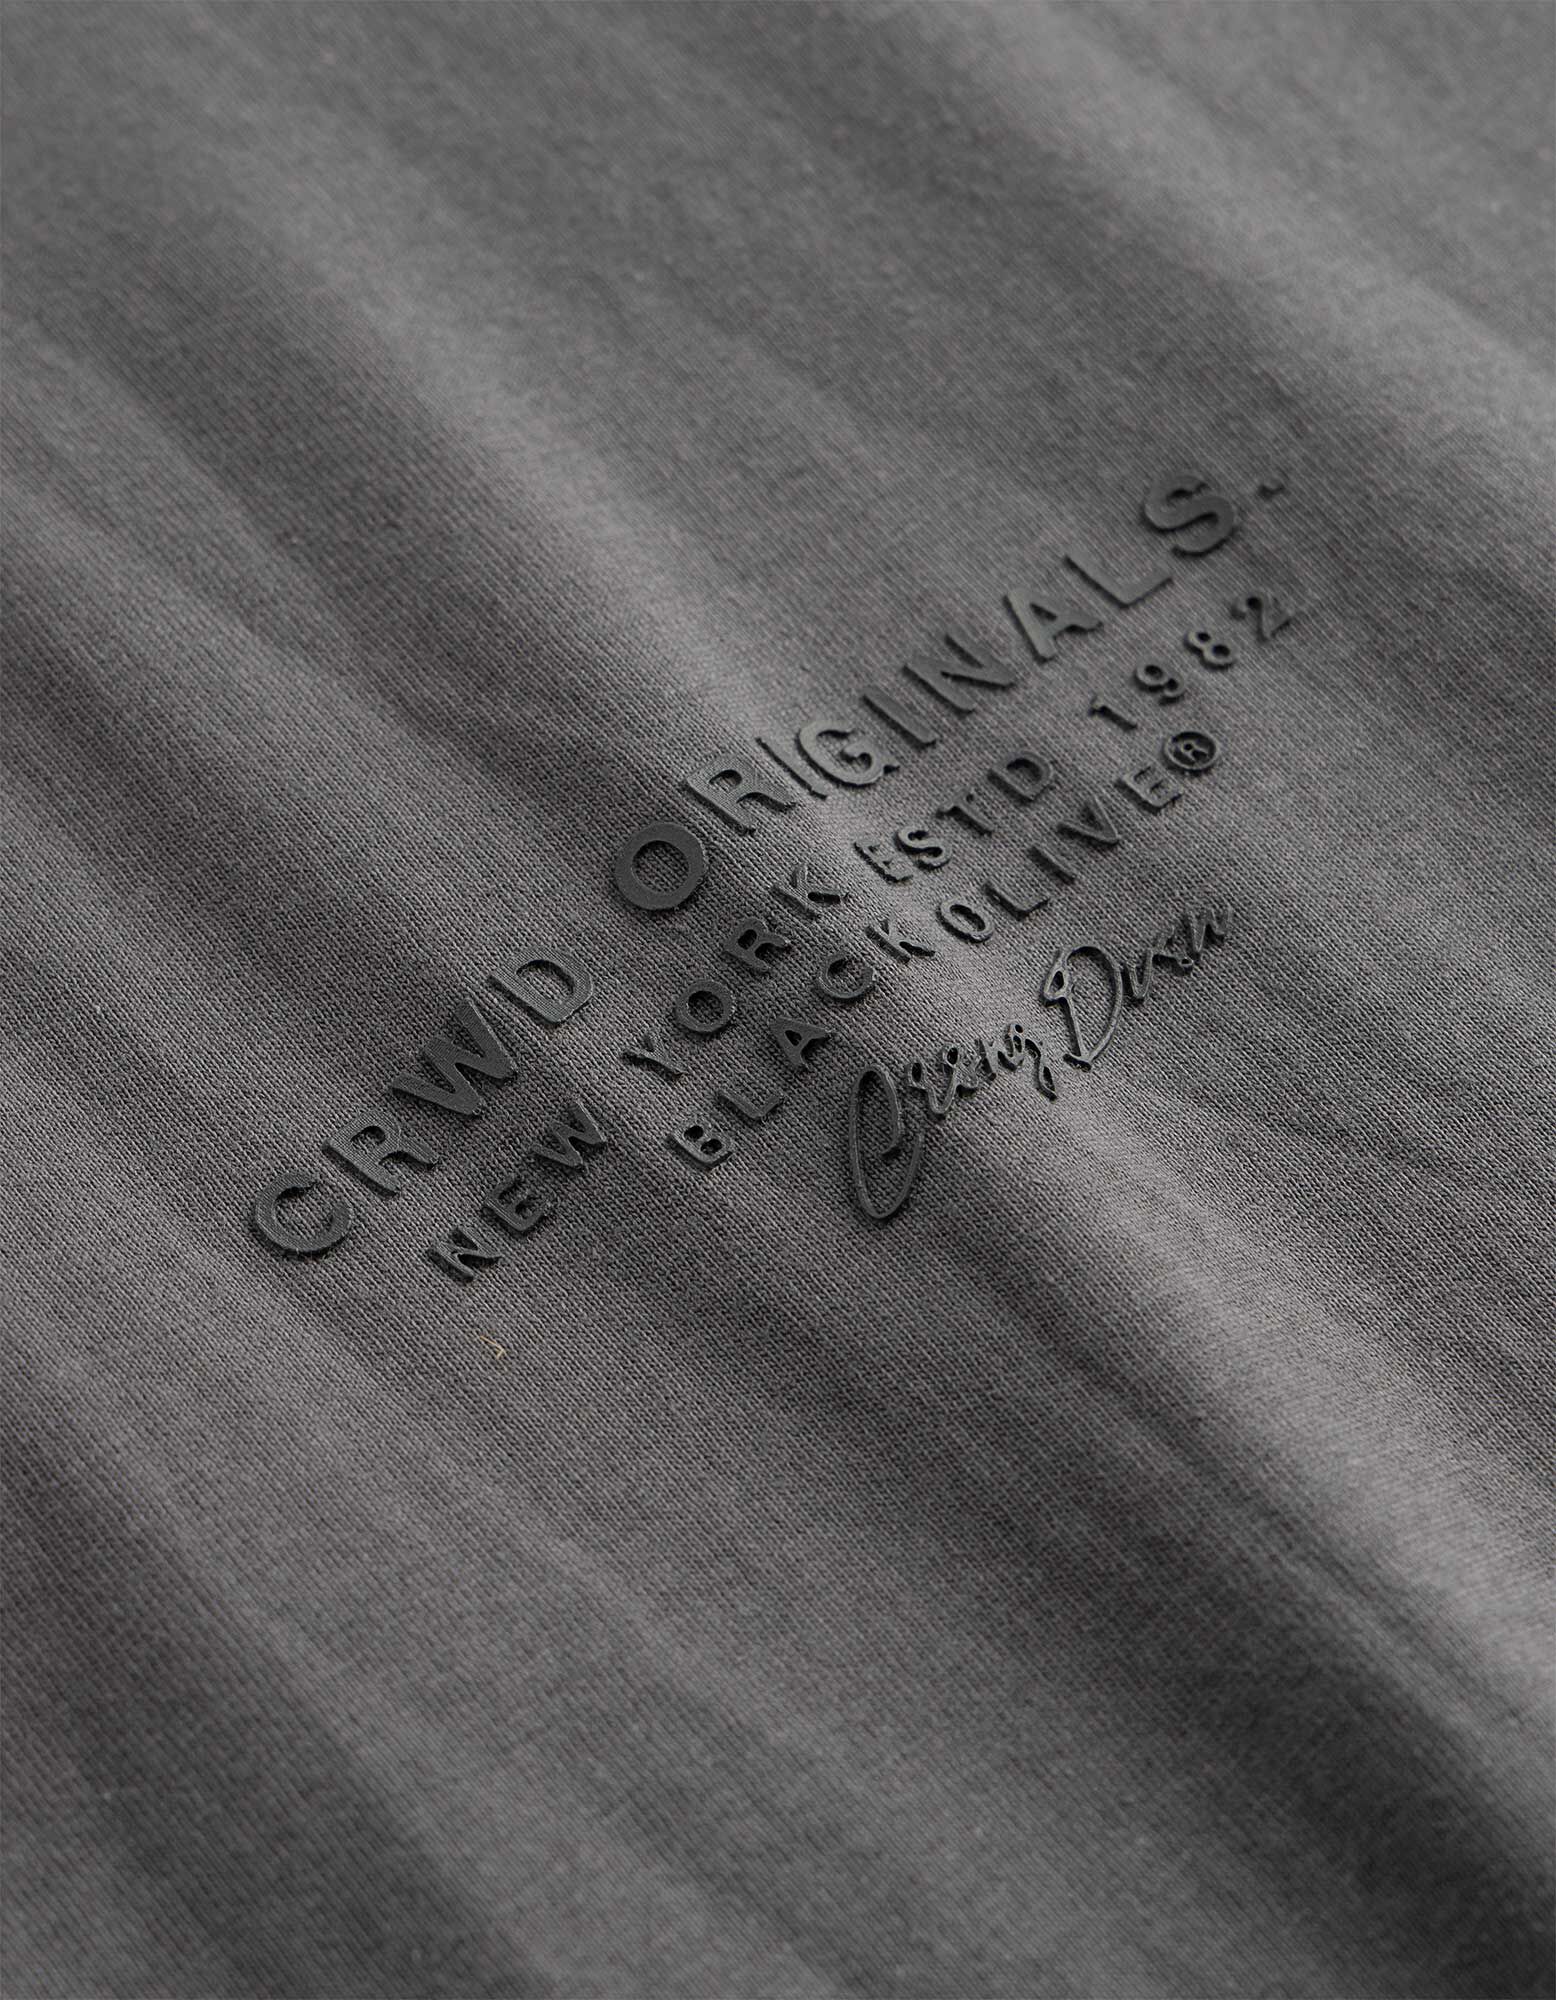 CRWD ORIGINALS.
NEW YORK ESTD 1982
BLACKOLIVE®